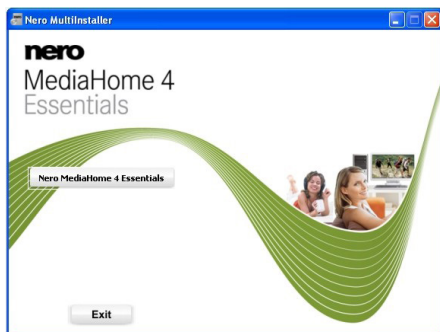 Nero MultiInstaller
nero
MediaHome 4
Essentials
Nero MediaHome 4 Essentials
Exit